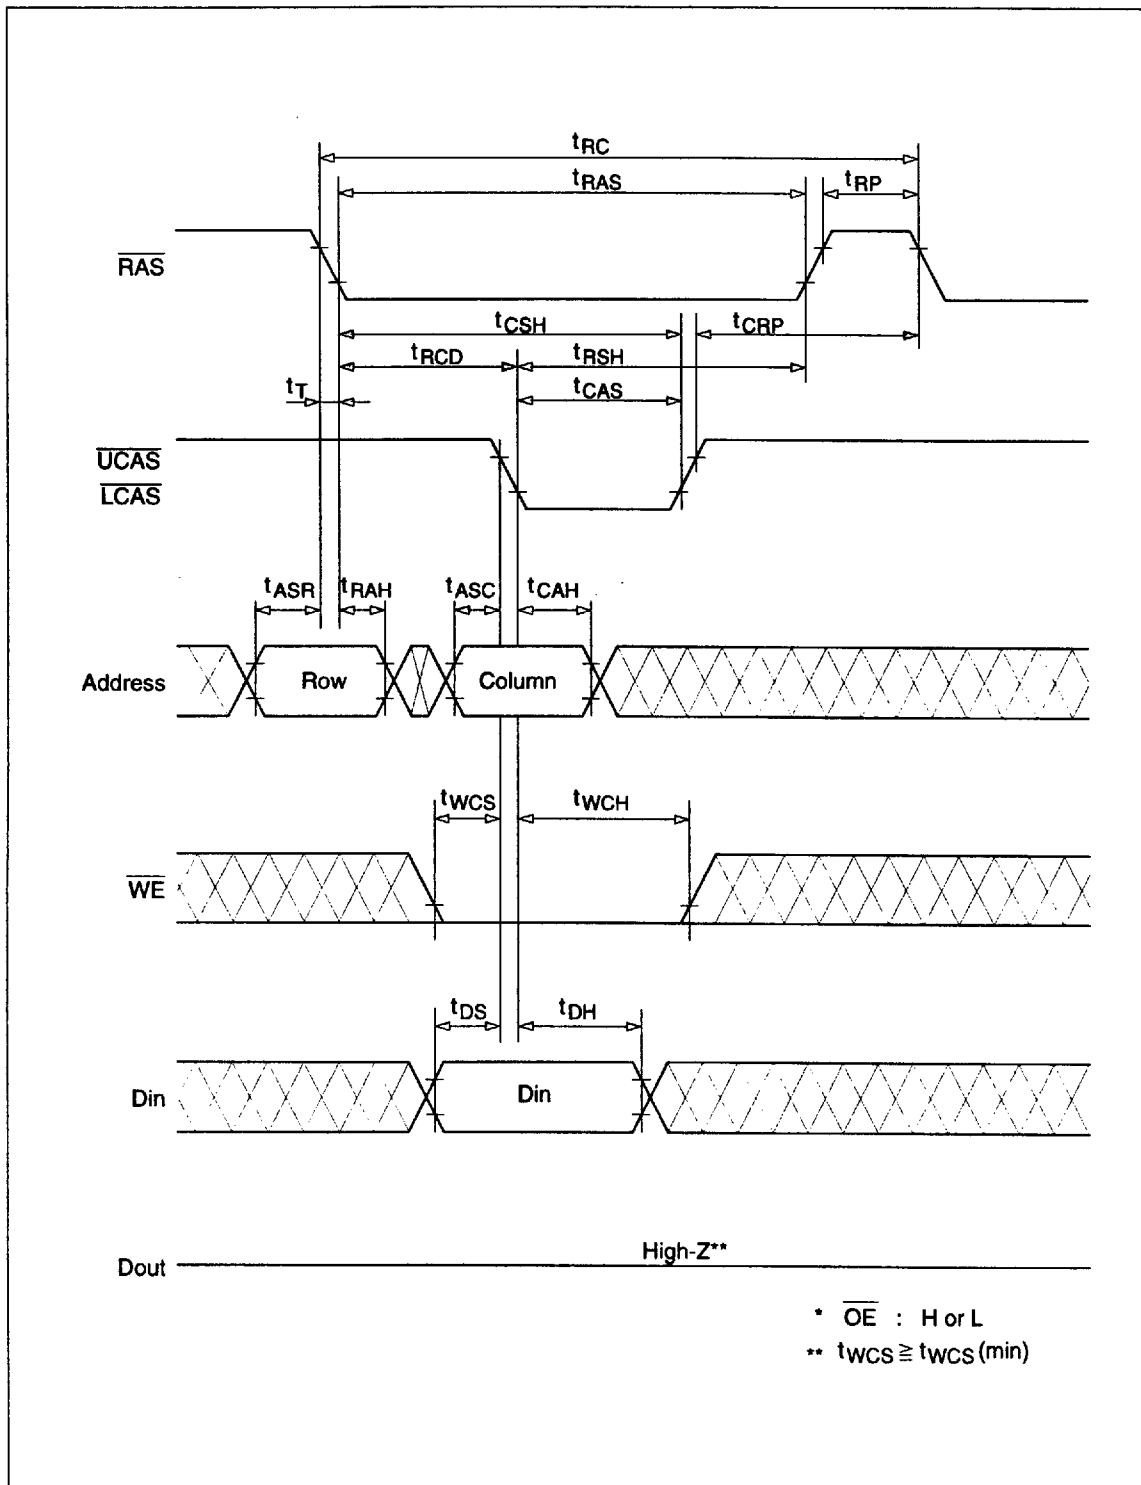 tRC
tRAS
tRP
RAS
tCSH
tCRP
tRCD
tRSH
tT
tCAS
UCAS
LCAS
tASR
tRAH
tASC
tCAH
Address
Row
Column
tWCS
tWCH
WE
tDS
tDH
Din
Din
High-Z**
Dout
* OE : H or L
** tWCS ≧ tWCS (min)